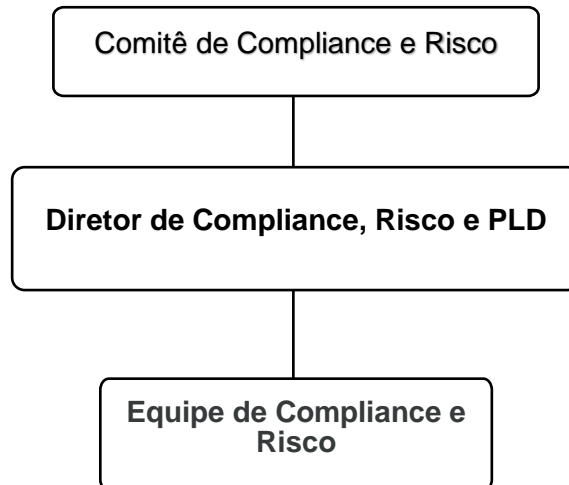 Comitê de Compliance e Risco
Diretor de Compliance, Risco e PLD
Equipe de Compliance e
Risco